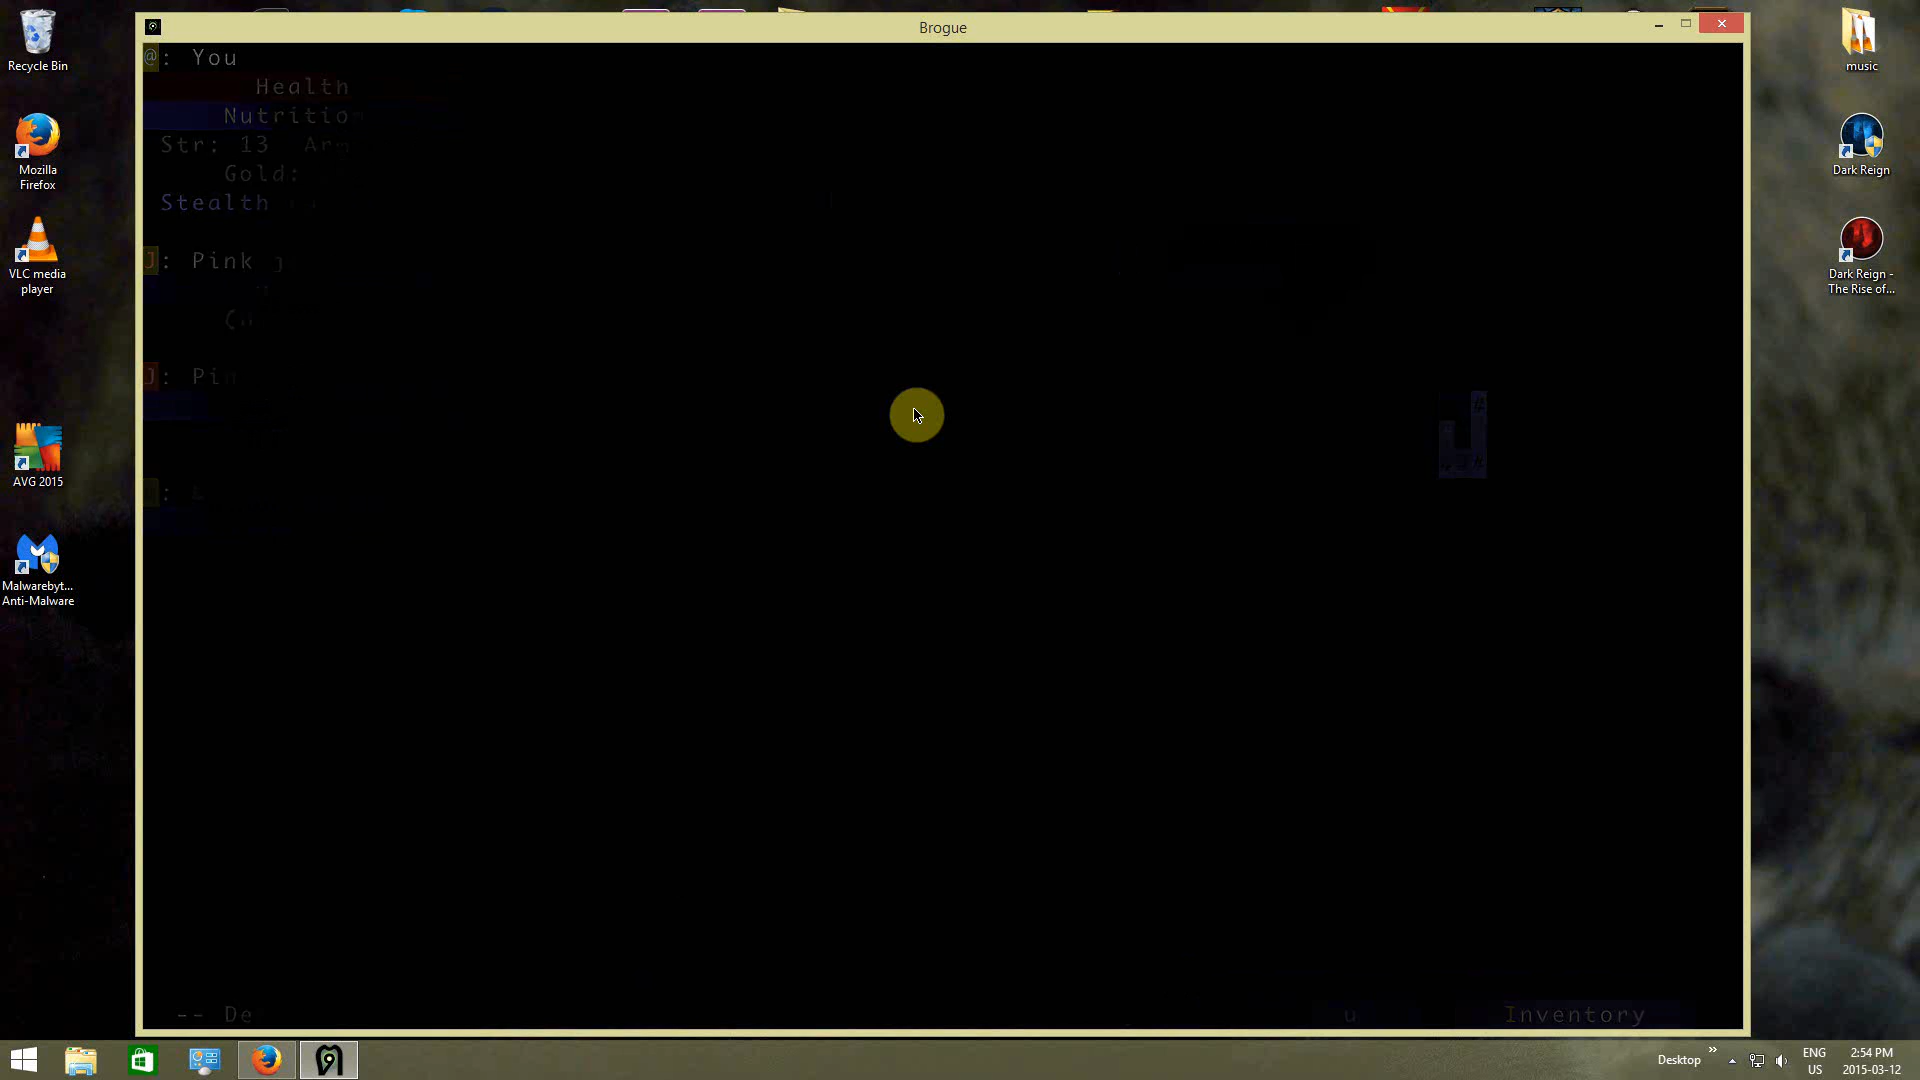 Brogue
@: You
Health
Nutritio
Str: 13 Ar
Gold:
Stealth
J: Pink
J: Pi
-- De
Inventory
Recycle Bin
Mozilla
Firefox
VLC media
player
AVG 2015
Malwarebyt...
Anti-Malware
music
Dark Reign
Dark Reign -
The Rise of...
Desktop
ENG
US
2:54 PM
2015-03-12